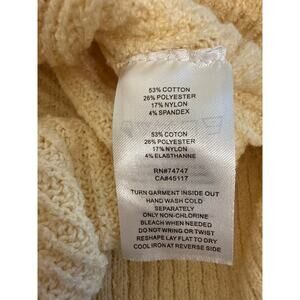 53% COTTON
26% POLYESTER
17% NYLON
4% SPANDEX
53% COTON
26% POLYESTER
17% NYLON
4% ELASTHANNE
RN#74747
CA#45117
TURN GARMENT INSIDE OUT
HAND WASH COLD
SEPARATELY
ONLY NON-CHLORINE
BLEACH WHEN NEEDED
DO NOT WRING OR TWIST
RESHAPE LAY FLAT TO DRY
COOL IRON AT REVERSE SIDE